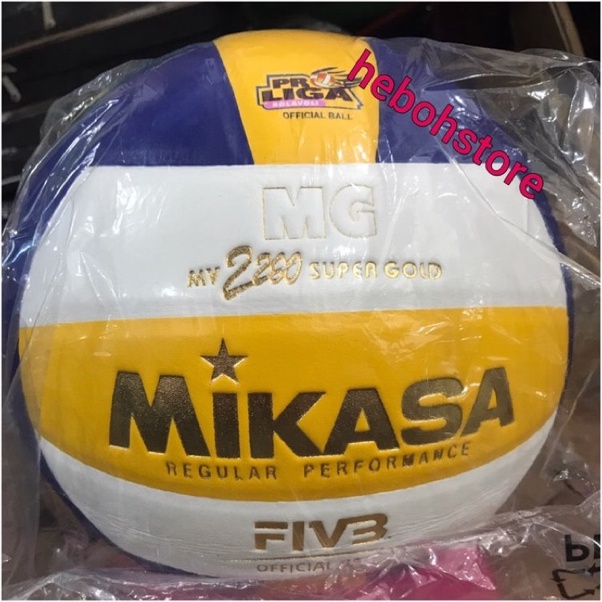 PRO
LIGA
BOLAVOLI
OFFICIAL BALL
hebohstore
MG
MV 2200 SUPER GOLD
MIKASA
REGULAR PERFORMANCE
FIVB
OFFICIAL